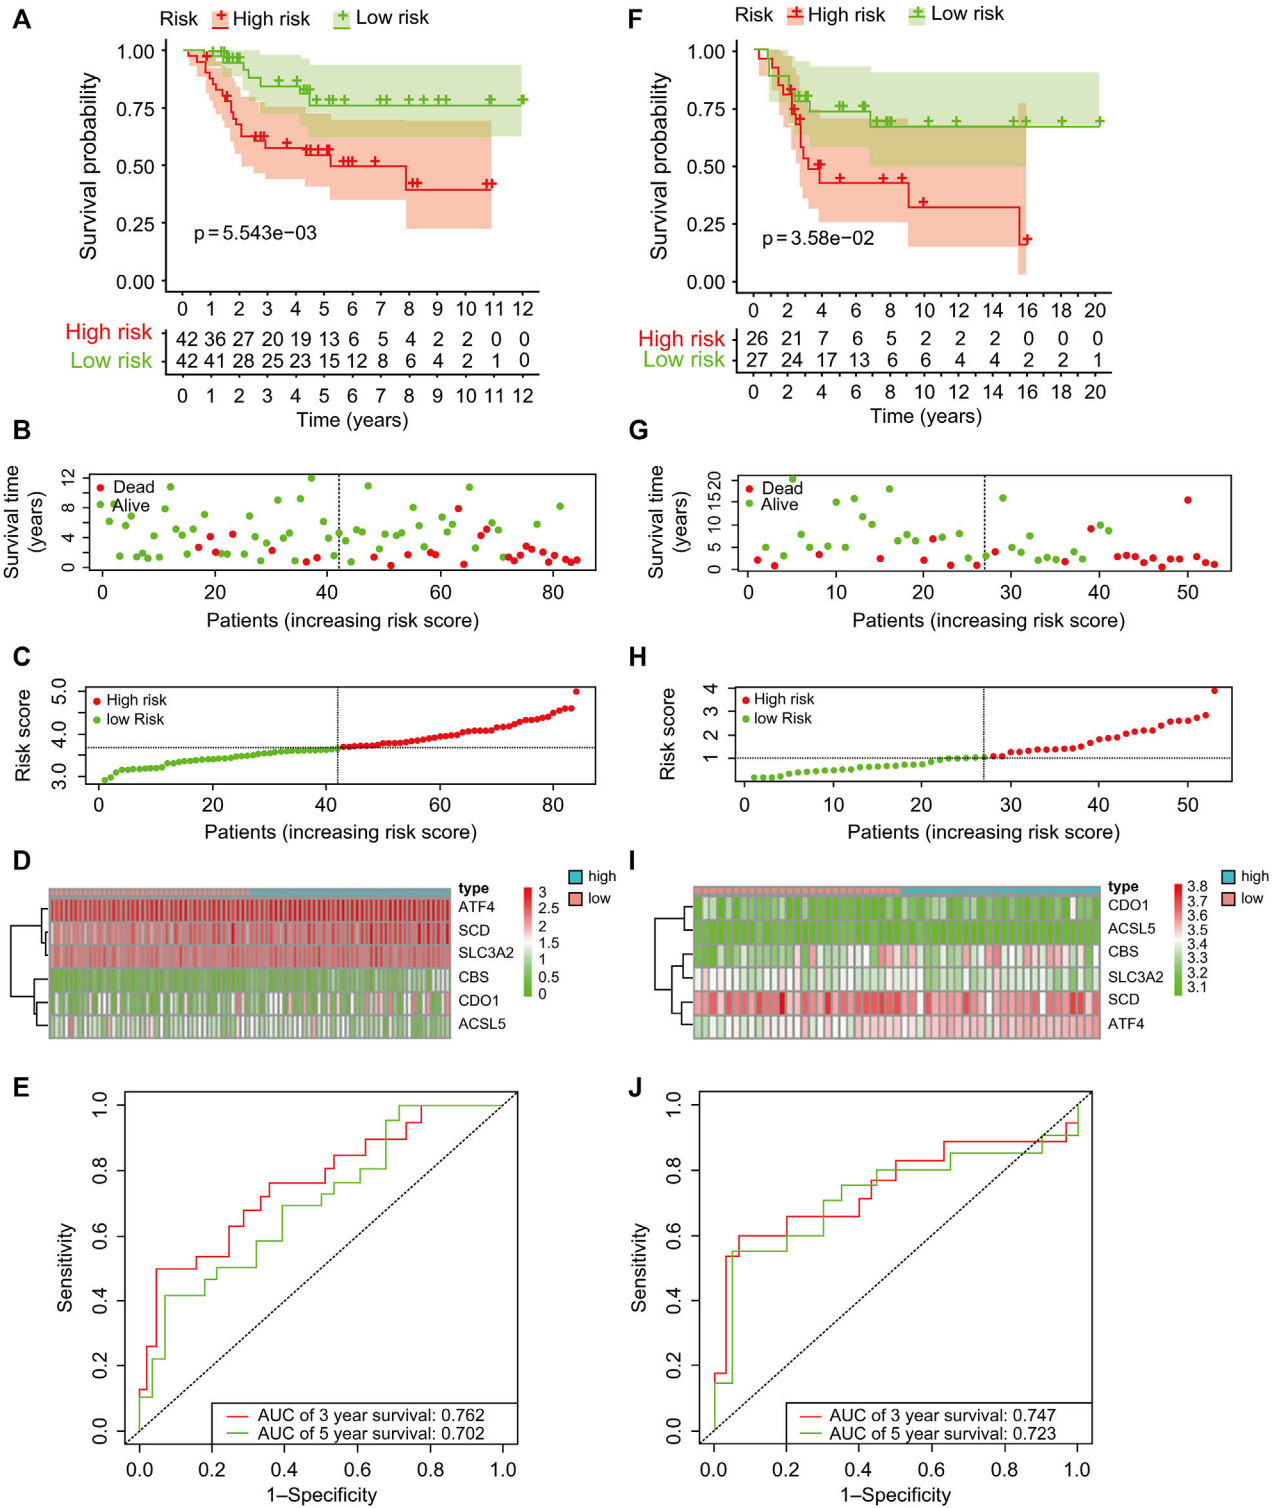 A
Risk High risk Low risk
Survival probability
1.00
0.75
0.50
0.25
0.00
p = 5.543e−03
0 1 2 3 4 5 6 7 8 9 10 11 12
High risk 42 36 27 20 19 13 6 5 4 2 2 0 0
Low risk 42 41 28 25 23 15 12 8 6 4 2 1 0
0 1 2 3 4 5 6 7 8 9 10 11 12
Time (years)
F
Risk High risk Low risk
Survival probability
1.00
0.75
0.50
0.25
0.00
p = 3.58e−02
0 2 4 6 8 10 12 14 16 18 20
High risk 26 21 7 6 5 2 2 2 0 0 0
Low risk 27 24 17 13 6 6 4 4 2 2 1
0 2 4 6 8 10 12 14 16 18 20
Time (years)
B
Survival time
(years)
12
8
4
0
Dead
Alive
0 20 40 60 80
Patients (increasing risk score)
G
Survival time
(years)
20
15
10
5
0
Dead
Alive
0 10 20 30 40 50
Patients (increasing risk score)
C
Risk score
5.0
4.0
3.0
High risk
low Risk
0 20 40 60 80
Patients (increasing risk score)
H
Risk score
4
3
2
1
High risk
low Risk
0 10 20 30 40 50
Patients (increasing risk score)
D
type
ATF4
SCD
SLC3A2
CBS
CDO1
ACSL5
3
2.5
2
1.5
1
0.5
0
high
low
I
type
CDO1
ACSL5
CBS
SLC3A2
SCD
ATF4
3.8
3.7
3.6
3.5
3.4
3.3
3.2
3.1
high
low
E
Sensitivity
1.0
0.8
0.6
0.4
0.2
0.0
AUC of 3 year survival: 0.762
AUC of 5 year survival: 0.702
0.0 0.2 0.4 0.6 0.8 1.0
1−Specificity
J
Sensitivity
1.0
0.8
0.6
0.4
0.2
0.0
AUC of 3 year survival: 0.747
AUC of 5 year survival: 0.723
0.0 0.2 0.4 0.6 0.8 1.0
1−Specificity